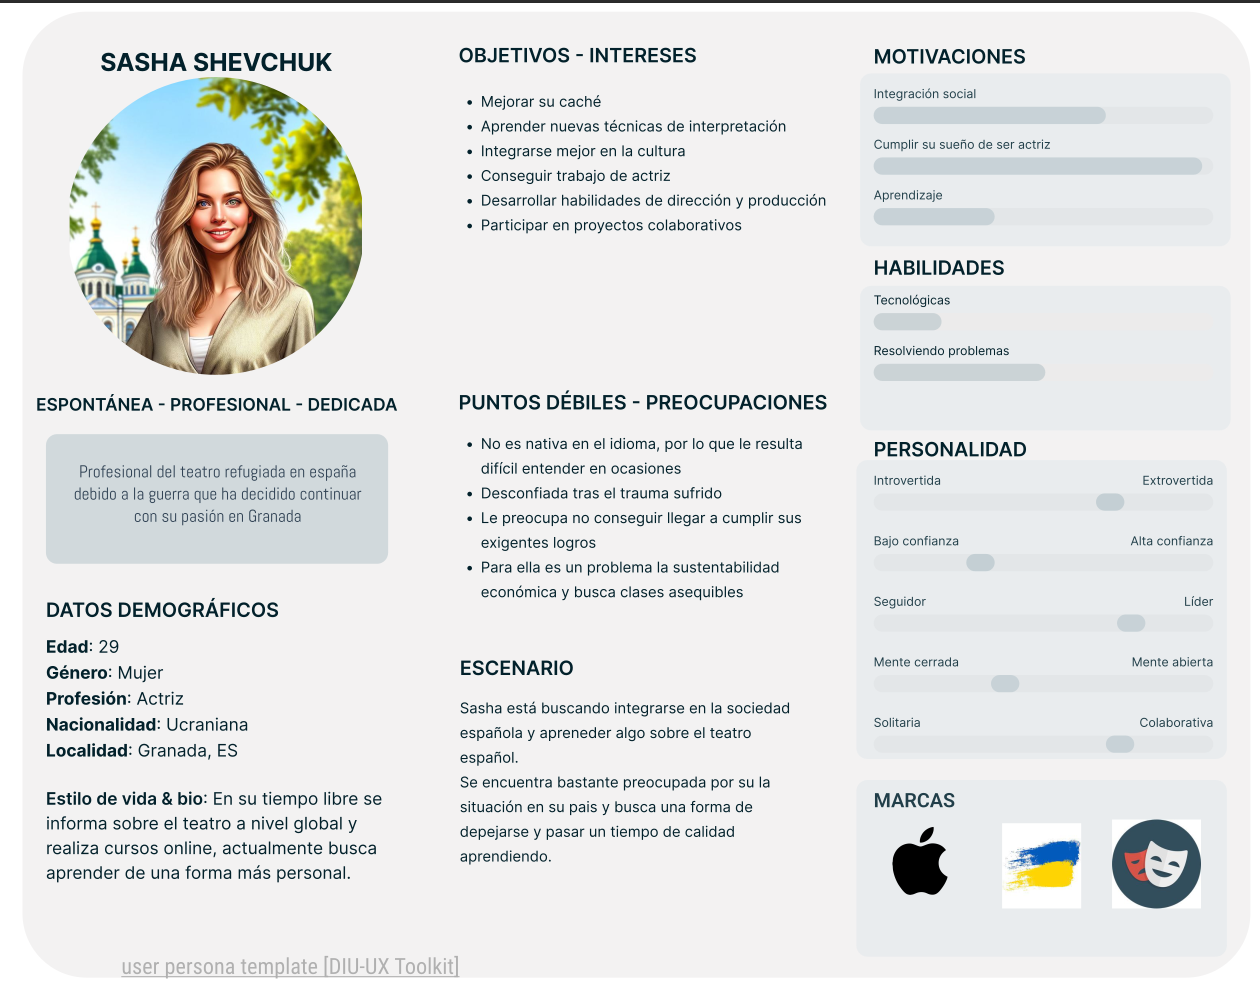 SASHA SHEVCHUK
ESPONTÁNEA - PROFESIONAL - DEDICADA
Profesional del teatro refugiada en españa
debido a la guerra que ha decidido continuar
con su pasión en Granada
DATOS DEMOGRÁFICOS
Edad: 29
Género: Mujer
Profesión: Actriz
Nacionalidad: Ucraniana
Localidad: Granada, ES
Estilo de vida & bio: En su tiempo libre se
informa sobre el teatro a nivel global y
realiza cursos online, actualmente busca
aprender de una forma más personal.
OBJETIVOS - INTERESES
• Mejorar su caché
• Aprender nuevas técnicas de interpretación
• Integrarse mejor en la cultura
• Conseguir trabajo de actriz
• Desarrollar habilidades de dirección y producción
• Participar en proyectos colaborativos
PUNTOS DÉBILES - PREOCUPACIONES
• No es nativa en el idioma, por lo que le resulta
difícil entender en ocasiones
• Desconfiada tras el trauma sufrido
• Le preocupa no conseguir llegar a cumplir sus
exigentes logros
• Para ella es un problema la sustentabilidad
económica y busca clases asequibles
ESCENARIO
Sasha está buscando integrarse en la sociedad
española y apreneder algo sobre el teatro
español.
Se encuentra bastante preocupada por su la
situación en su pais y busca una forma de
depejarse y pasar un tiempo de calidad
aprendiendo.
MOTIVACIONES
Integración social
Cumplir su sueño de ser actriz
Aprendizaje
HABILIDADES
Tecnológicas
Resolviendo problemas
PERSONALIDAD
Introvertida Extrovertida
Bajo confianza Alta confianza
Seguidor Líder
Mente cerrada Mente abierta
Solitaria Colaborativa
MARCAS
user persona template [DIU-UX Toolkit]